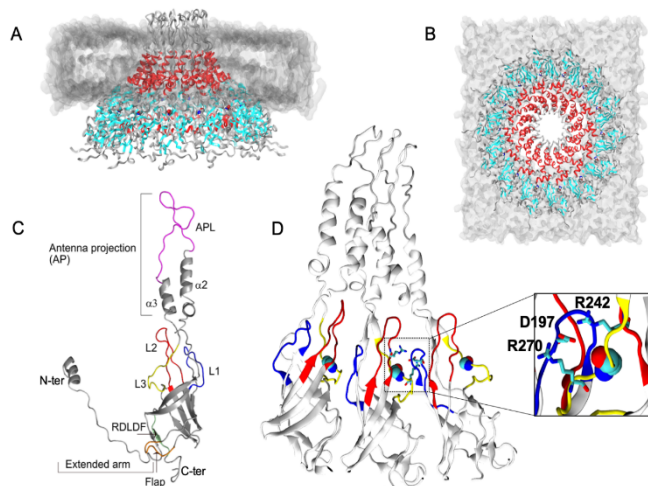 A
B
C
APL
Antenna projection
(AP)
α2
α3
L2
L1
L3
N-ter
RDLDF
Extended arm
Flap
C-ter
D
R242
D197
R270